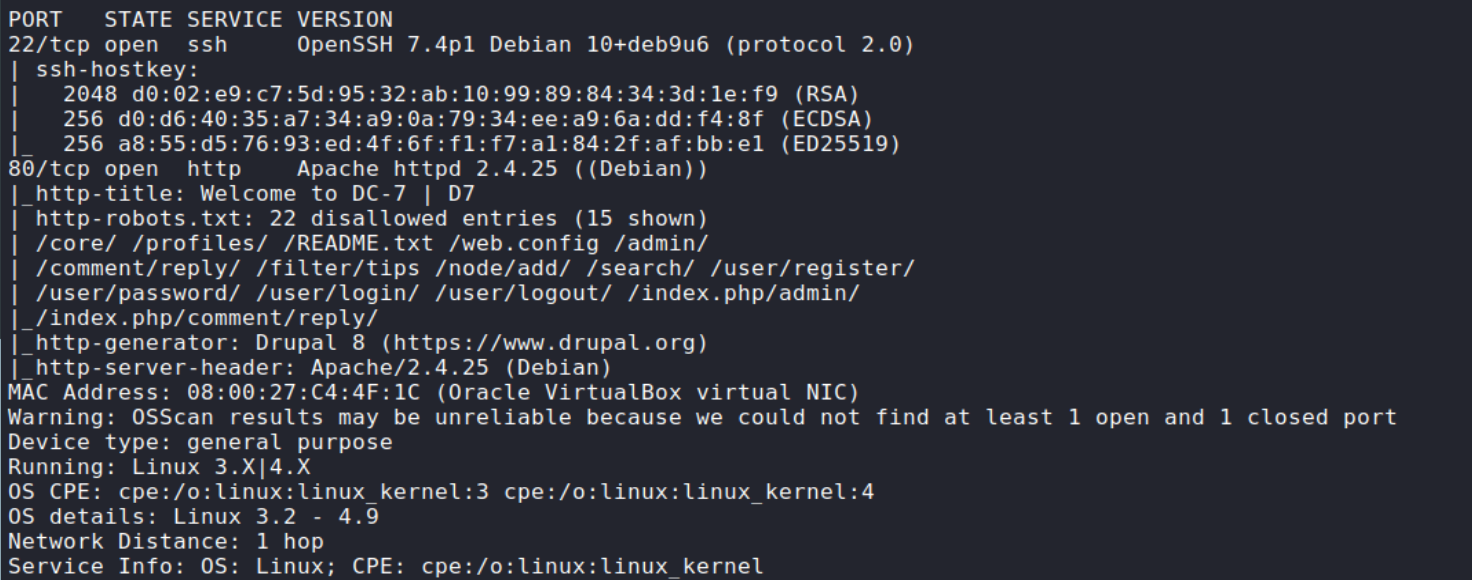 PORT   STATE SERVICE VERSION
22/tcp open  ssh     OpenSSH 7.4p1 Debian 10+deb9u6 (protocol 2.0)
| ssh-hostkey:
|   2048 d0:02:e9:c7:5d:95:32:ab:10:99:89:84:34:3d:1e:f9 (RSA)
|   256 d0:d6:40:35:a7:34:a9:0a:79:34:ee:a9:6a:dd:f4:8f (ECDSA)
|_  256 a8:55:d5:76:93:ed:4f:6f:f1:f7:a1:84:2f:af:bb:e1 (ED25519)
80/tcp open  http    Apache httpd 2.4.25 ((Debian))
|_http-title: Welcome to DC-7 | D7
| http-robots.txt: 22 disallowed entries (15 shown)
| /core/ /profiles/ /README.txt /web.config /admin/
| /comment/reply/ /filter/tips /node/add/ /search/ /user/register/
| /user/password/ /user/login/ /user/logout/ /index.php/admin/
|_/index.php/comment/reply/
|_http-generator: Drupal 8 (https://www.drupal.org)
|_http-server-header: Apache/2.4.25 (Debian)
MAC Address: 08:00:27:C4:4F:1C (Oracle VirtualBox virtual NIC)
Warning: OSScan results may be unreliable because we could not find at least 1 open and 1 closed port
Device type: general purpose
Running: Linux 3.X|4.X
OS CPE: cpe:/o:linux:linux_kernel:3 cpe:/o:linux:linux_kernel:4
OS details: Linux 3.2 - 4.9
Network Distance: 1 hop
Service Info: OS: Linux; CPE: cpe:/o:linux:linux_kernel